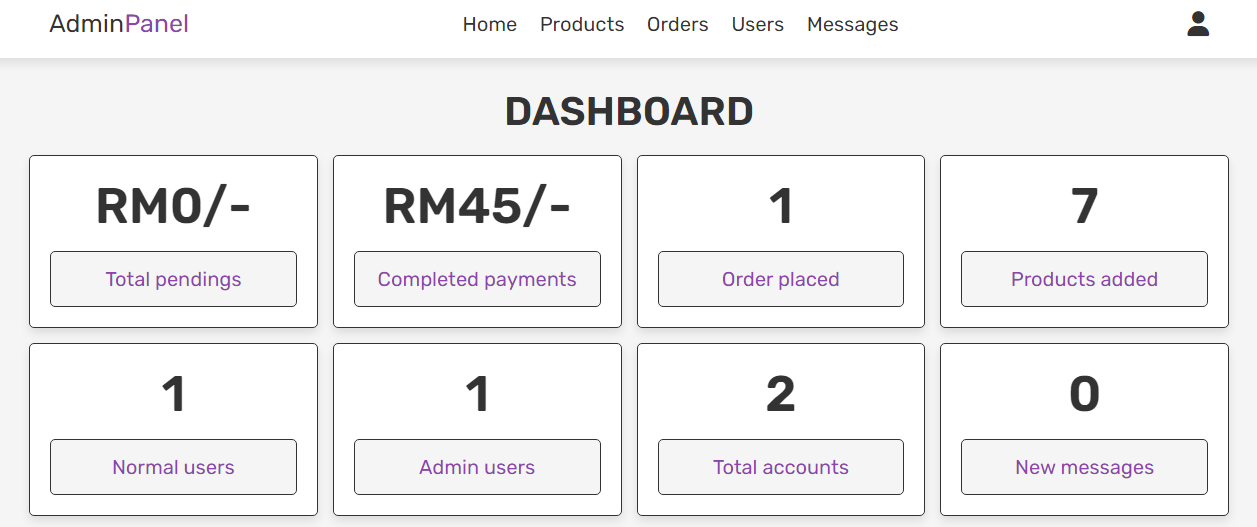 AdminPanel Home Products Orders Users Messages
DASHBOARD
RM0/- RM45/- 1 7
Total pendings Completed payments Order placed Products added
1 1 2 0
Normal users Admin users Total accounts New messages